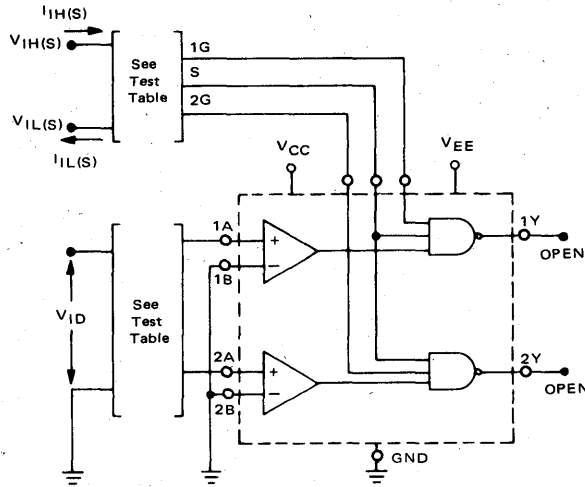 IIH(S)
VIH(S)
VIL(S)
IIL(S)
See
Test
Table
1G
S
2G
VCC
VEE
1A
+
1B
−
1Y
OPEN
VID
See
Test
Table
2A
+
2B
−
2Y
OPEN
GND